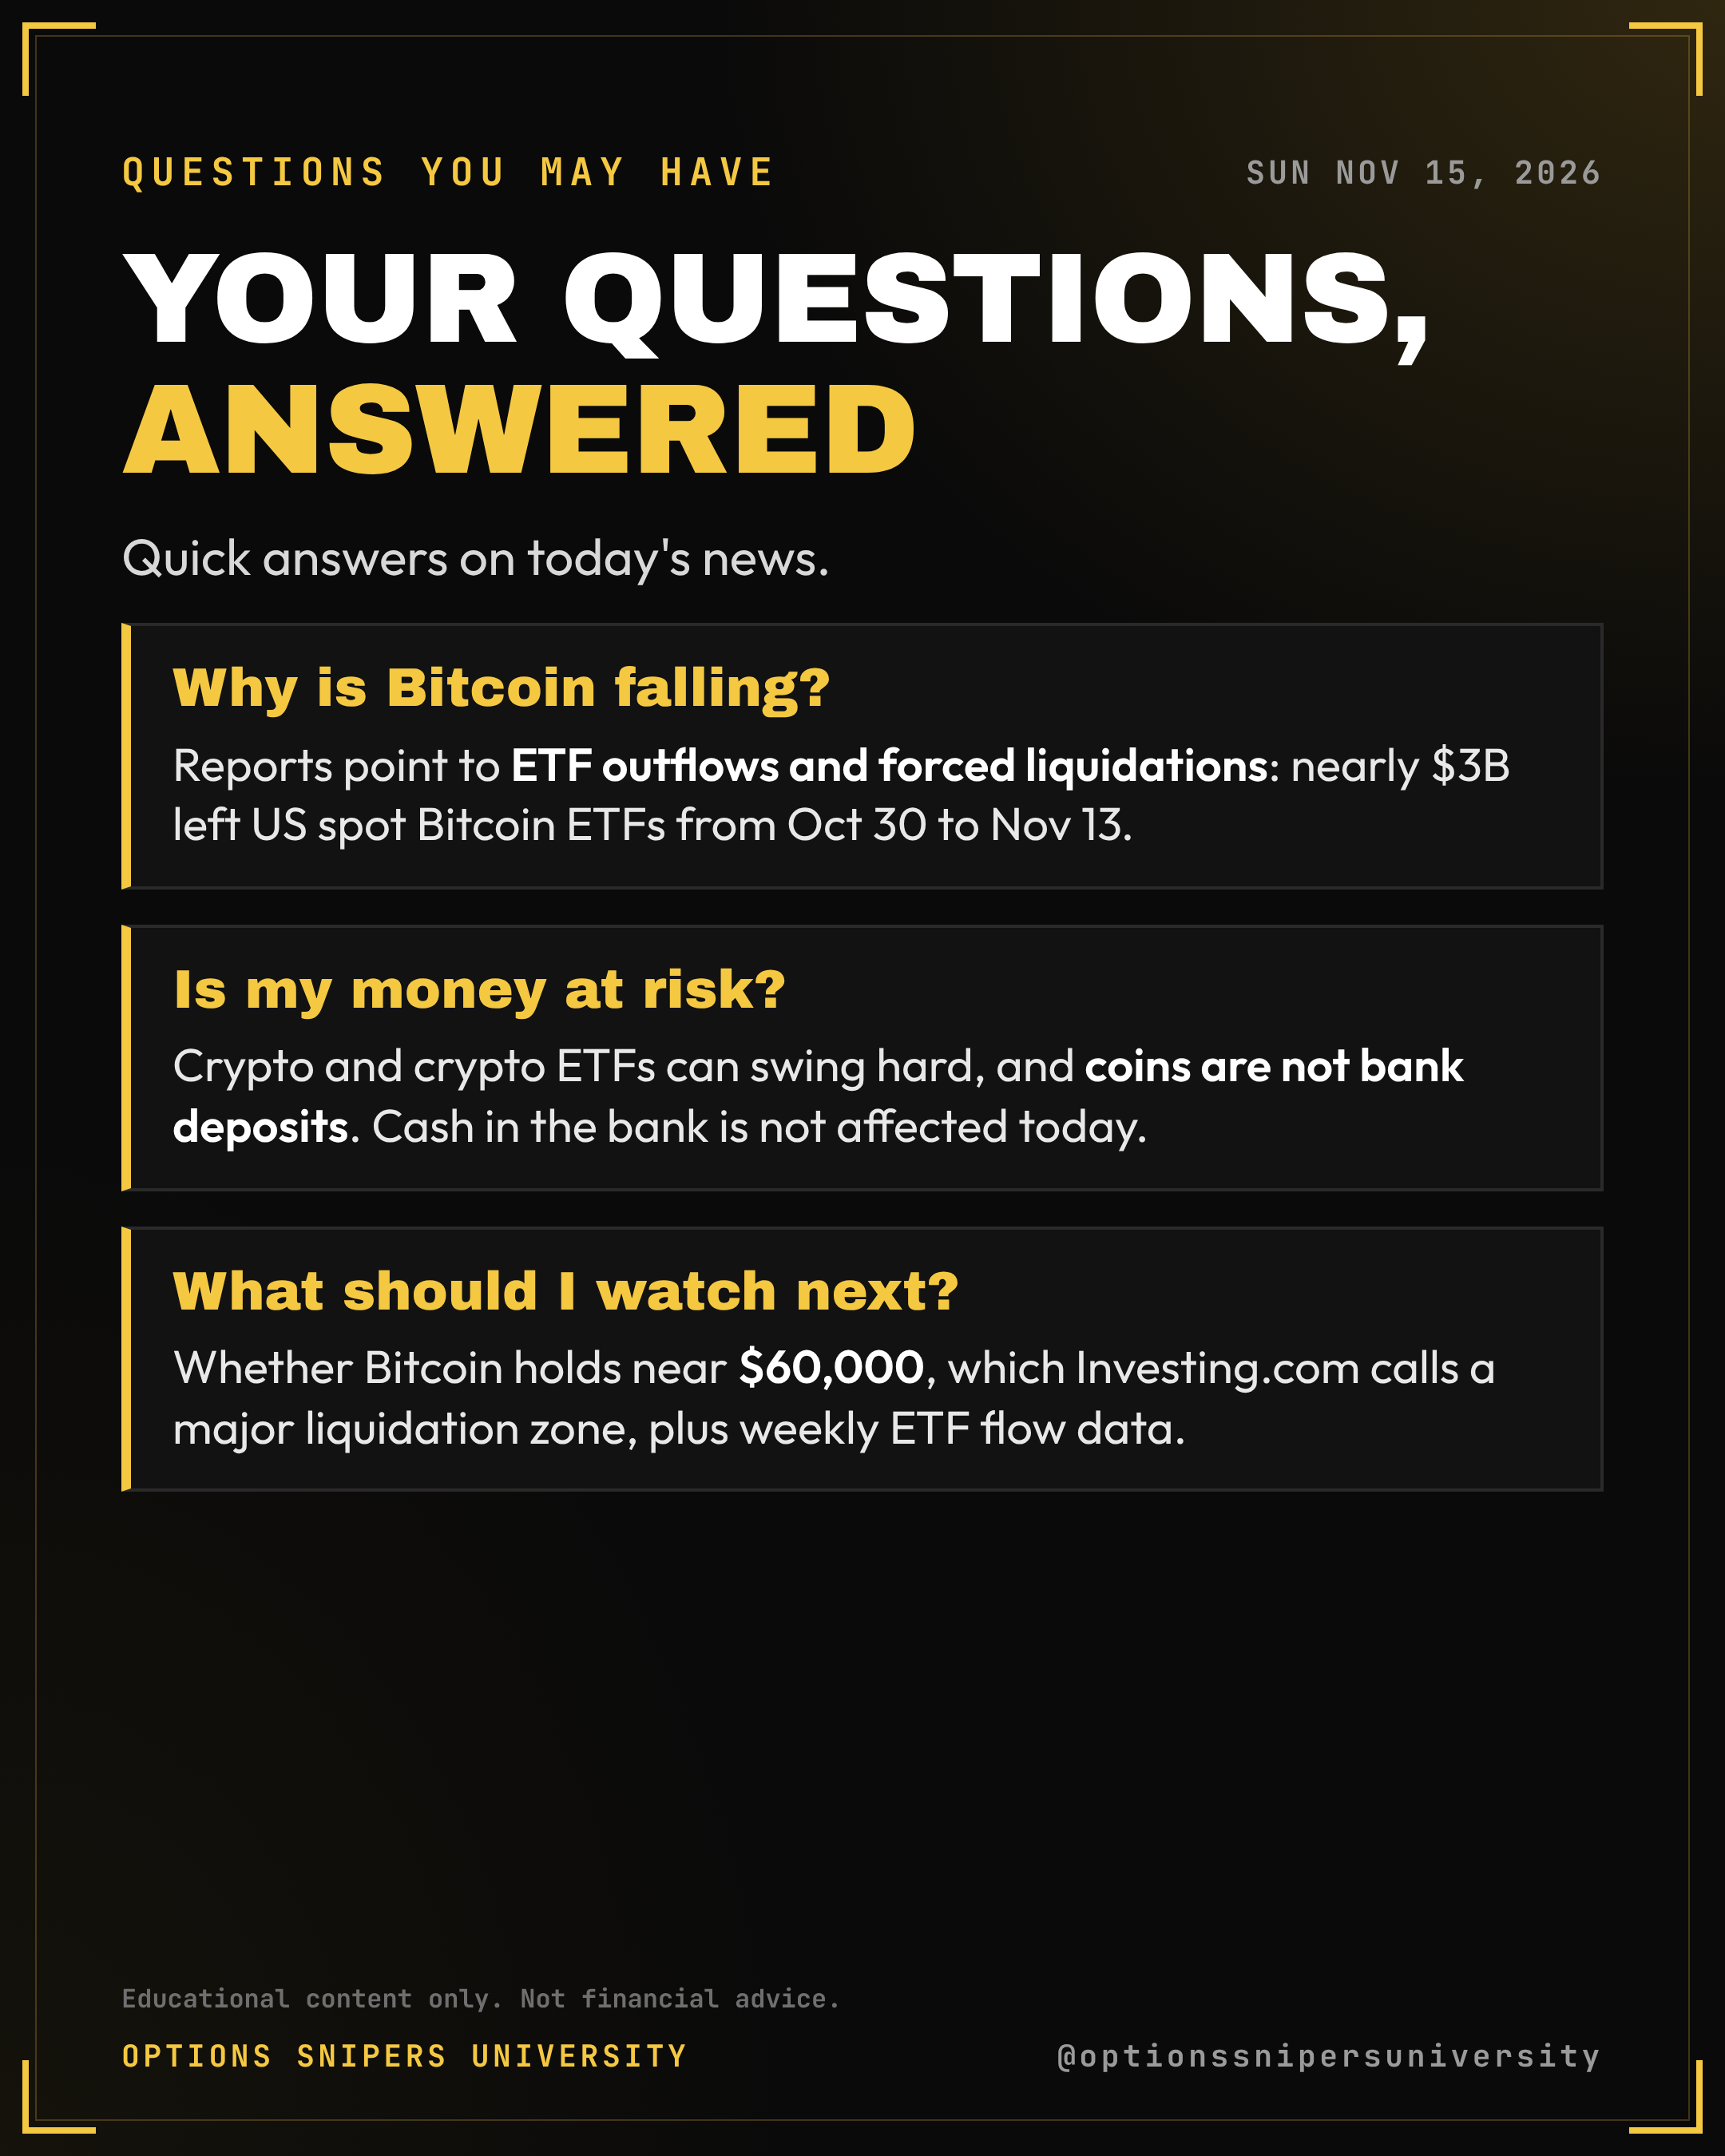 QUESTIONS YOU MAY HAVE
SUN NOV 15, 2026
YOUR QUESTIONS,
ANSWERED
Quick answers on today's news.
Why is Bitcoin falling?
Reports point to ETF outflows and forced liquidations: nearly $3B
left US spot Bitcoin ETFs from Oct 30 to Nov 13.
Is my money at risk?
Crypto and crypto ETFs can swing hard, and coins are not bank
deposits. Cash in the bank is not affected today.
What should I watch next?
Whether Bitcoin holds near $60,000, which Investing.com calls a
major liquidation zone, plus weekly ETF flow data.
Educational content only. Not financial advice.
OPTIONS SNIPERS UNIVERSITY
@optionssnipersuniversity